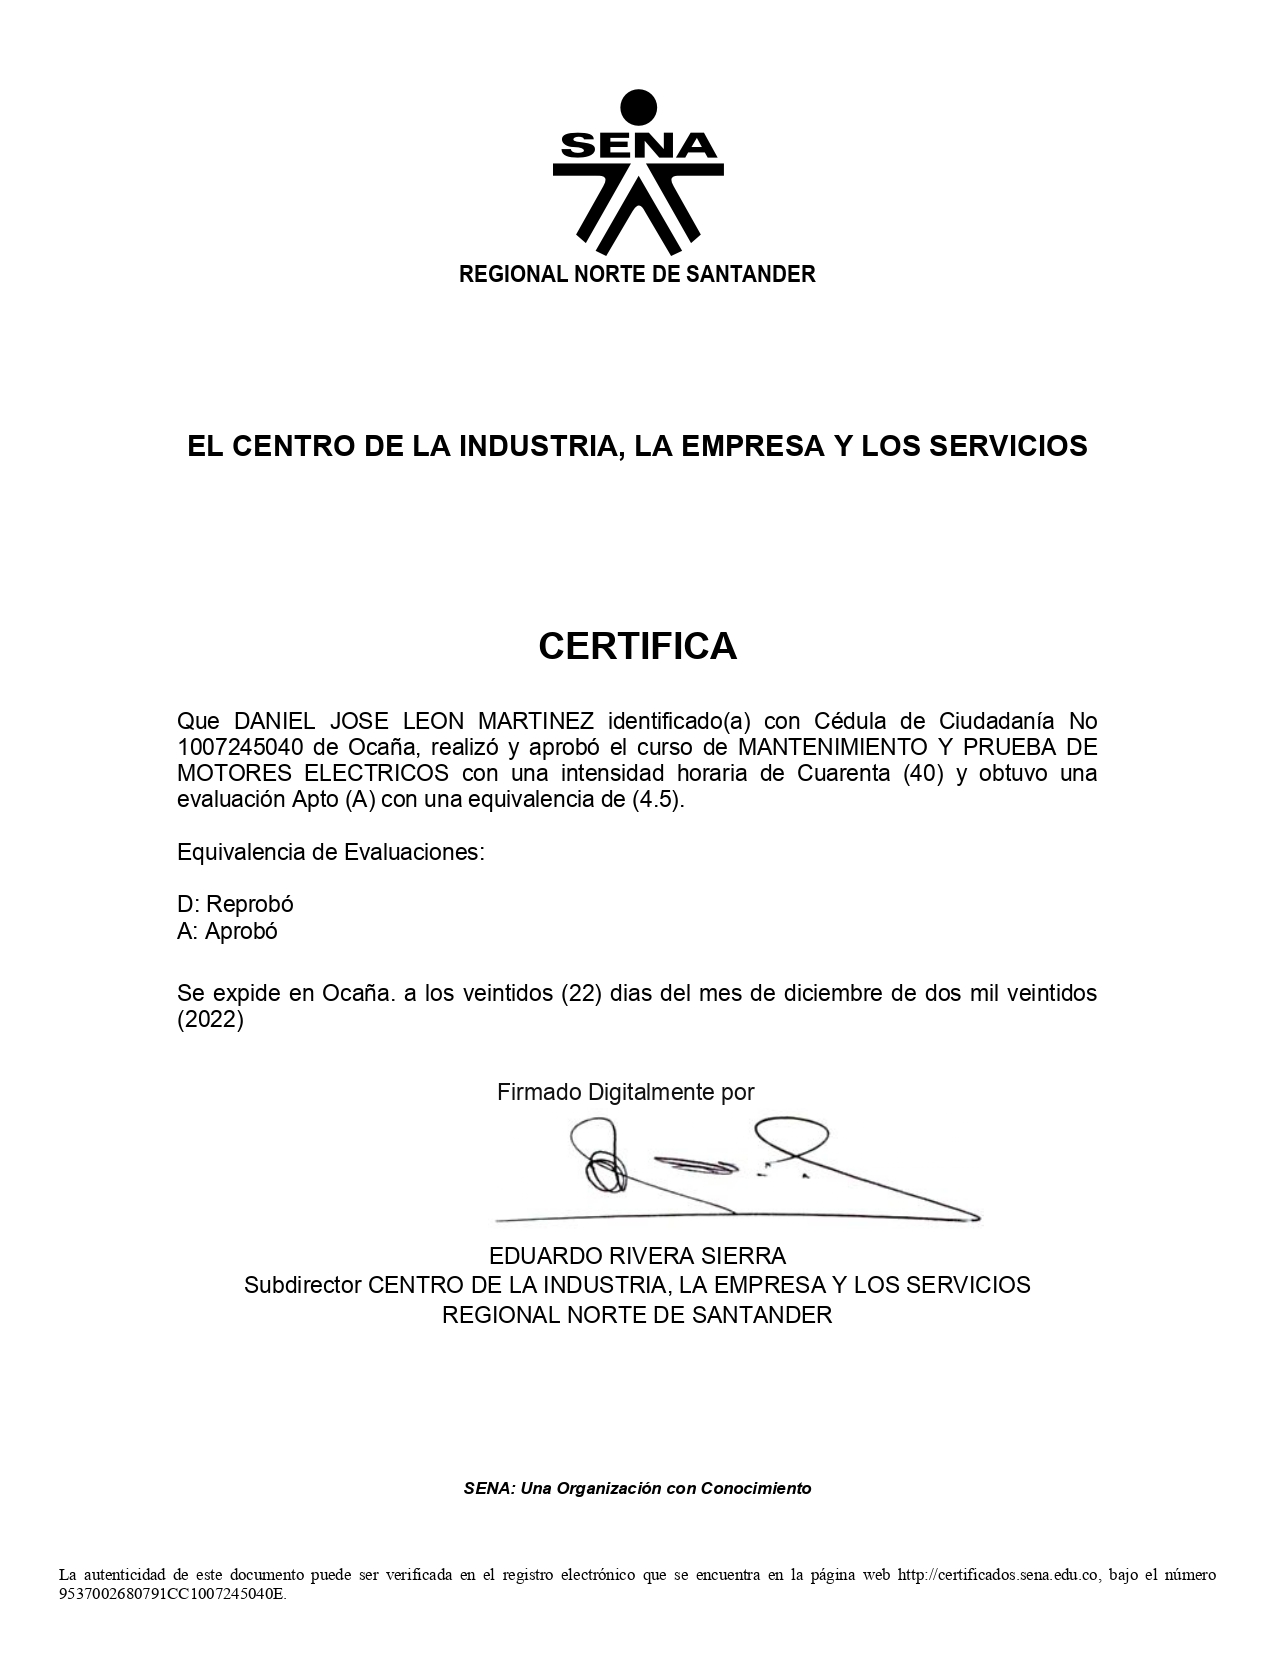 SENA
REGIONAL NORTE DE SANTANDER
EL CENTRO DE LA INDUSTRIA, LA EMPRESA Y LOS SERVICIOS
CERTIFICA
Que DANIEL JOSE LEON MARTINEZ identificado(a) con Cédula de Ciudadanía No
1007245040 de Ocaña, realizó y aprobó el curso de MANTENIMIENTO Y PRUEBA DE
MOTORES ELECTRICOS con una intensidad horaria de Cuarenta (40) y obtuvo una
evaluación Apto (A) con una equivalencia de (4.5).
Equivalencia de Evaluaciones:
D: Reprobó
A: Aprobó
Se expide en Ocaña. a los veintidos (22) dias del mes de diciembre de dos mil veintidos
(2022)
Firmado Digitalmente por
EDUARDO RIVERA SIERRA
Subdirector CENTRO DE LA INDUSTRIA, LA EMPRESA Y LOS SERVICIOS
REGIONAL NORTE DE SANTANDER
SENA: Una Organización con Conocimiento
La autenticidad de este documento puede ser verificada en el registro electrónico que se encuentra en la página web http://certificados.sena.edu.co, bajo el número
9537002680791CC1007245040E.